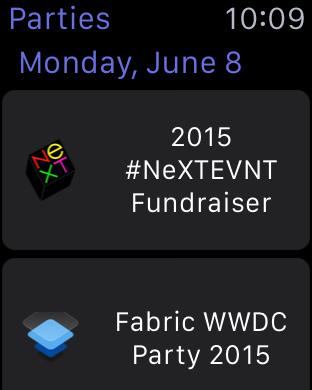 Parties 10:09
Monday, June 8
NeXT
2015
#NeXTEVNT
Fundraiser
Fabric WWDC
Party 2015